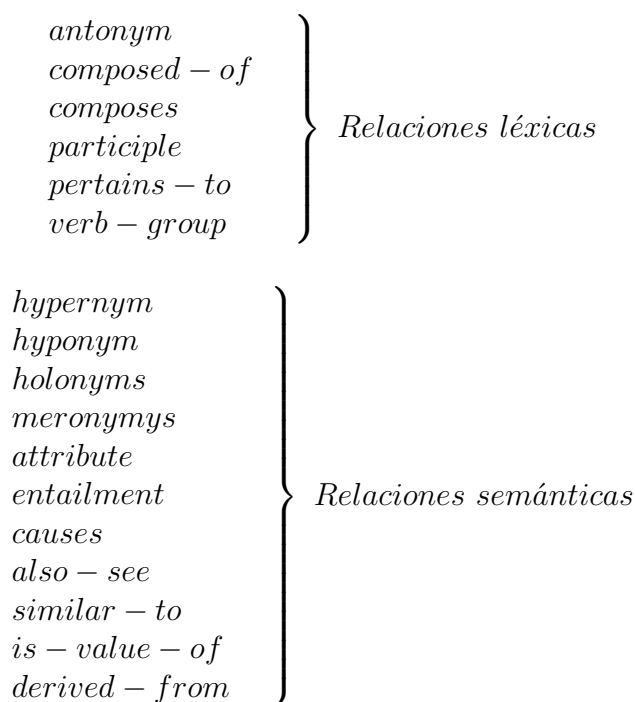 antonym
composed − of
composes
participle
pertains − to
verb − group
Relaciones léxicas
hypernym
hyponym
holonyms
meronymys
attribute
entailment
causes
also − see
similar − to
is − value − of
derived − from
Relaciones semánticas